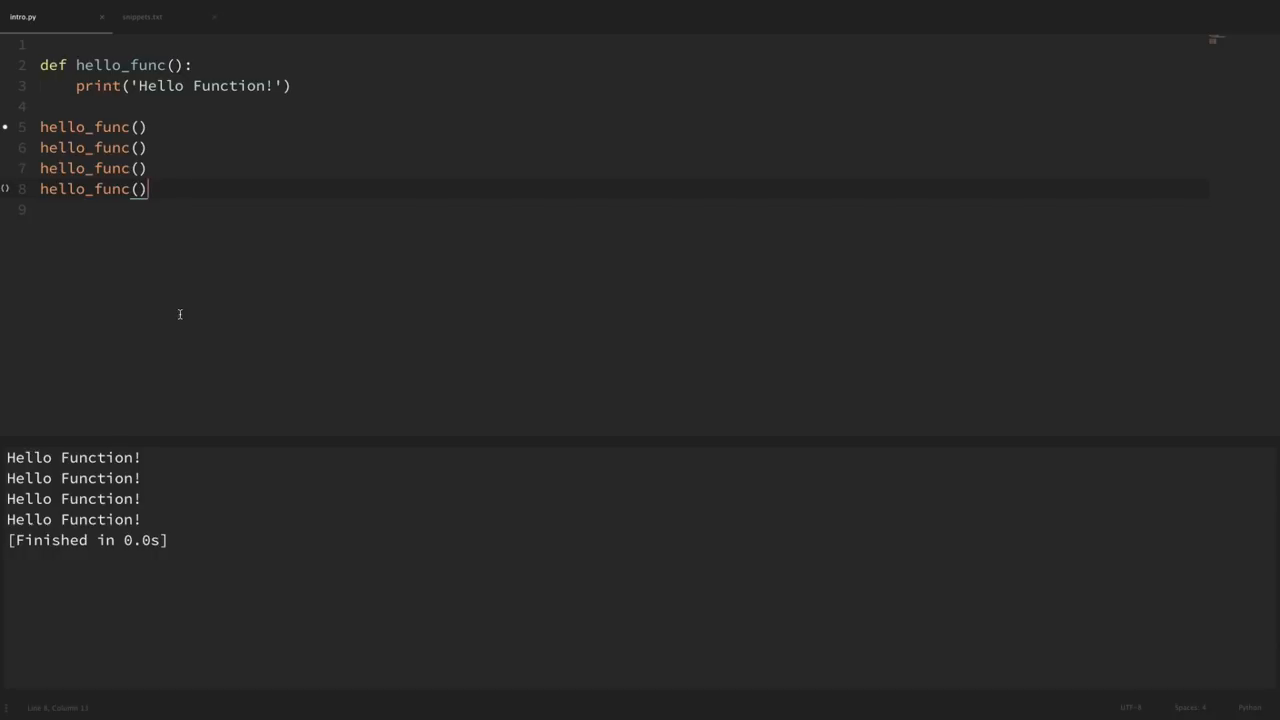 intro.py × snippets.txt ×
1
2 def hello_func():
3     print('Hello Function!')
4
5 hello_func()
6 hello_func()
7 hello_func()
() 8 hello_func()
9
Hello Function!
Hello Function!
Hello Function!
Hello Function!
[Finished in 0.0s]
Line 8, Column 13 UTF-8 Spaces: 4 Python